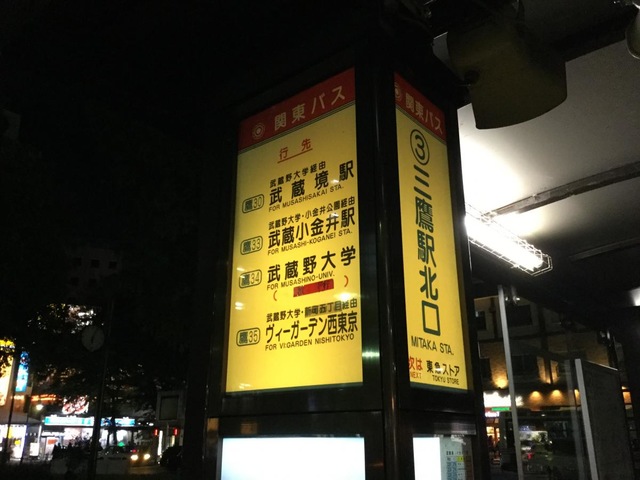 関東バス
行先
武蔵野大学経由
鷹30 武蔵境駅
FOR MUSASHISAKAI STA.
武蔵野大学・小金井公園経由
鷹33 武蔵小金井駅
FOR MUSASHI-KOGANEI STA.
鷹34 武蔵野大学
FOR MUSASHINO-UNIV.
武蔵野大学・新町西丁目経由
鷹35 ヴィーガーデン西東京
FOR VI:GARDEN NISHITOKYO
関東バス
③三鷹駅北口
MITAKA STA.
次は 東急ストア
NEXT TOKYU STORE